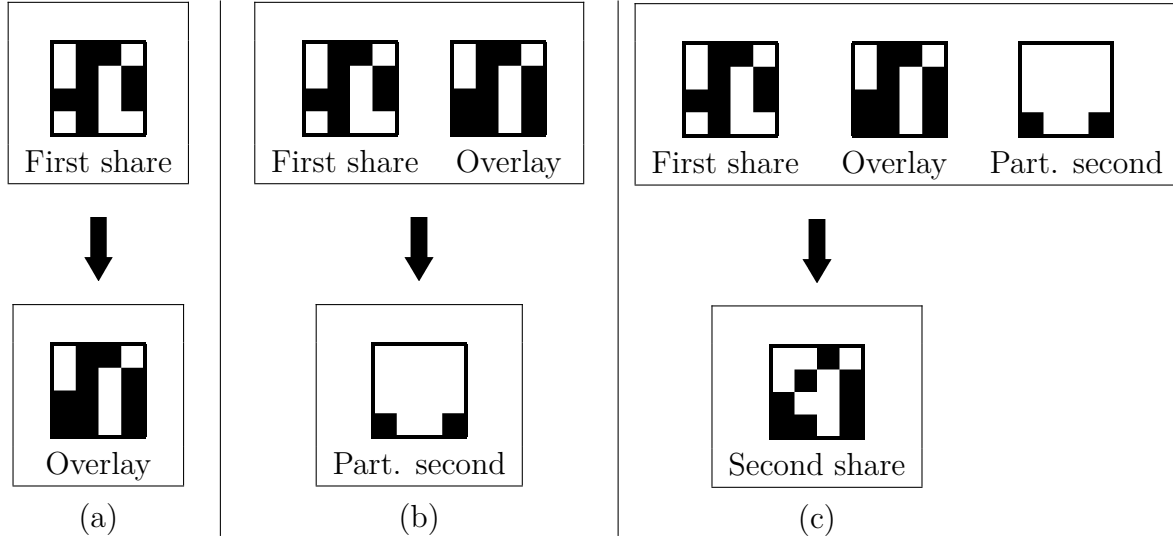 First share
Overlay
(a)
First share Overlay
Part. second
(b)
First share Overlay Part. second
Second share
(c)